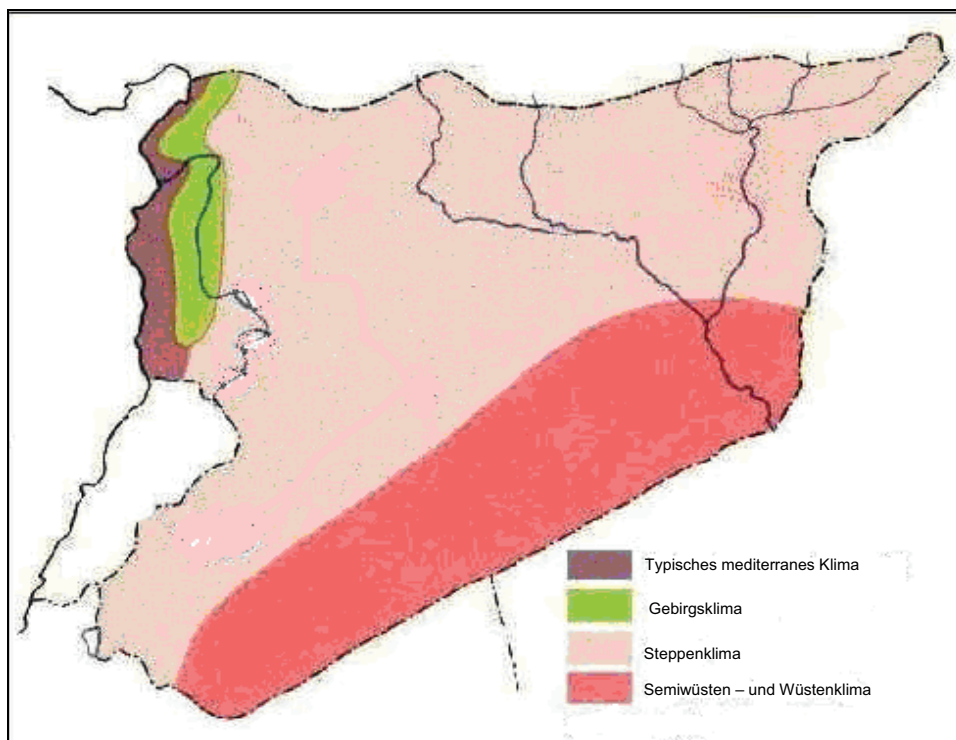 Typisches mediterranes Klima
Gebirgsklima
Steppenklima
Semiwüsten – und Wüstenklima